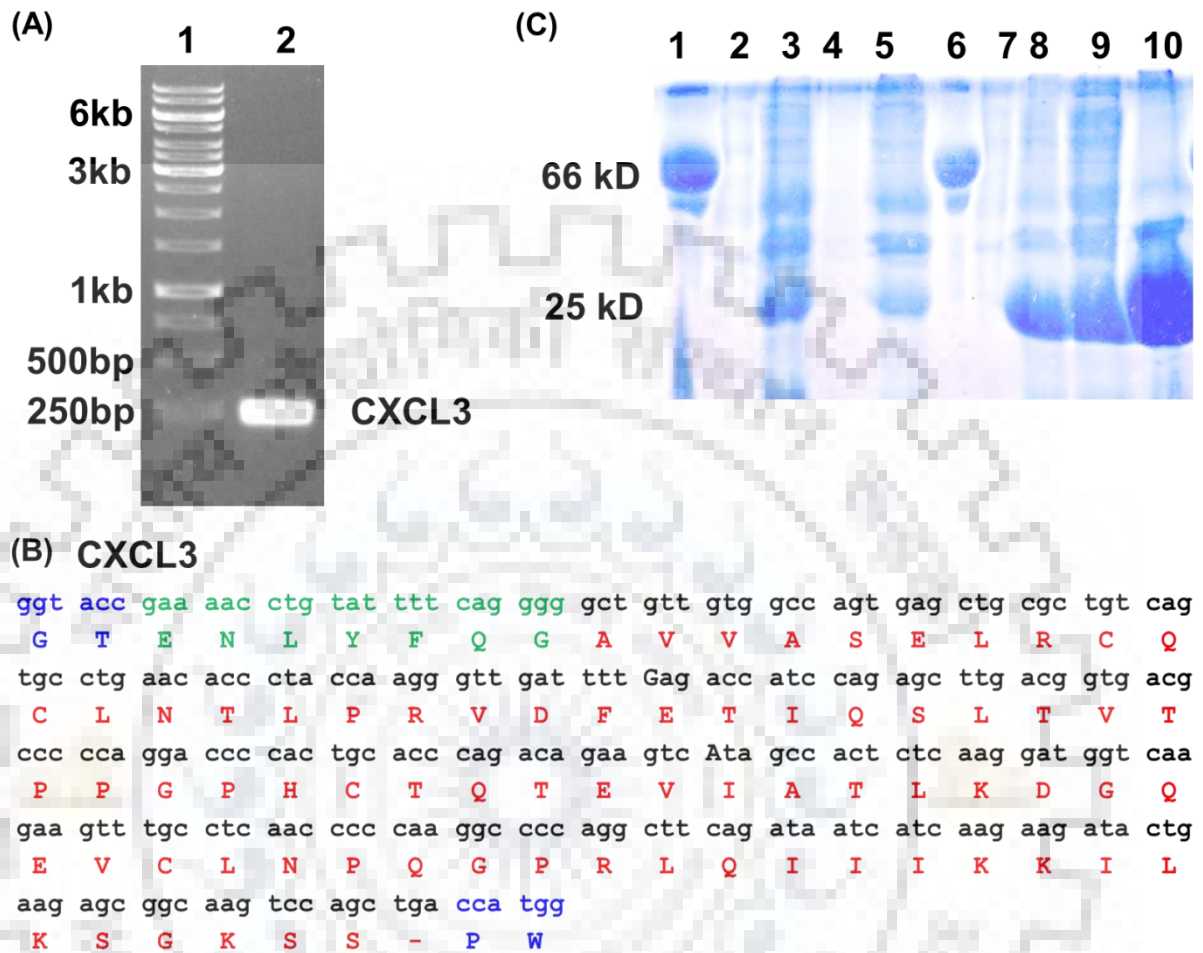 (A)
1 2
6kb
3kb
1kb
500bp
250bp
CXCL3
(C)
1 2 3 4 5 6 7 8 9 10
66 kD
25 kD
(B) CXCL3
ggt acc gaa aac ctg tat ttt cag ggg gct gtt gtg gcc agt gag ctg cgc tgt cag
G T E N L Y F Q G A V V A S E L R C Q
tgc ctg aac acc cta cca agg gtt gat ttt Gag acc atc cag agc ttg acg gtg acg
C L N T L P R V D F E T I Q S L T V T
ccc cca gga ccc cac tgc acc cag aca gaa gtc Ata gcc act ctc aag gat ggt caa
P P G P H C T Q T E V I A T L K D G Q
gaa gtt tgc ctc aac ccc caa ggc ccc agg ctt cag ata atc atc aag aag ata ctg
E V C L N P Q G P R L Q I I I K K I L
aag agc ggc aag tcc agc tga cca tgg
K S G K S S - P W